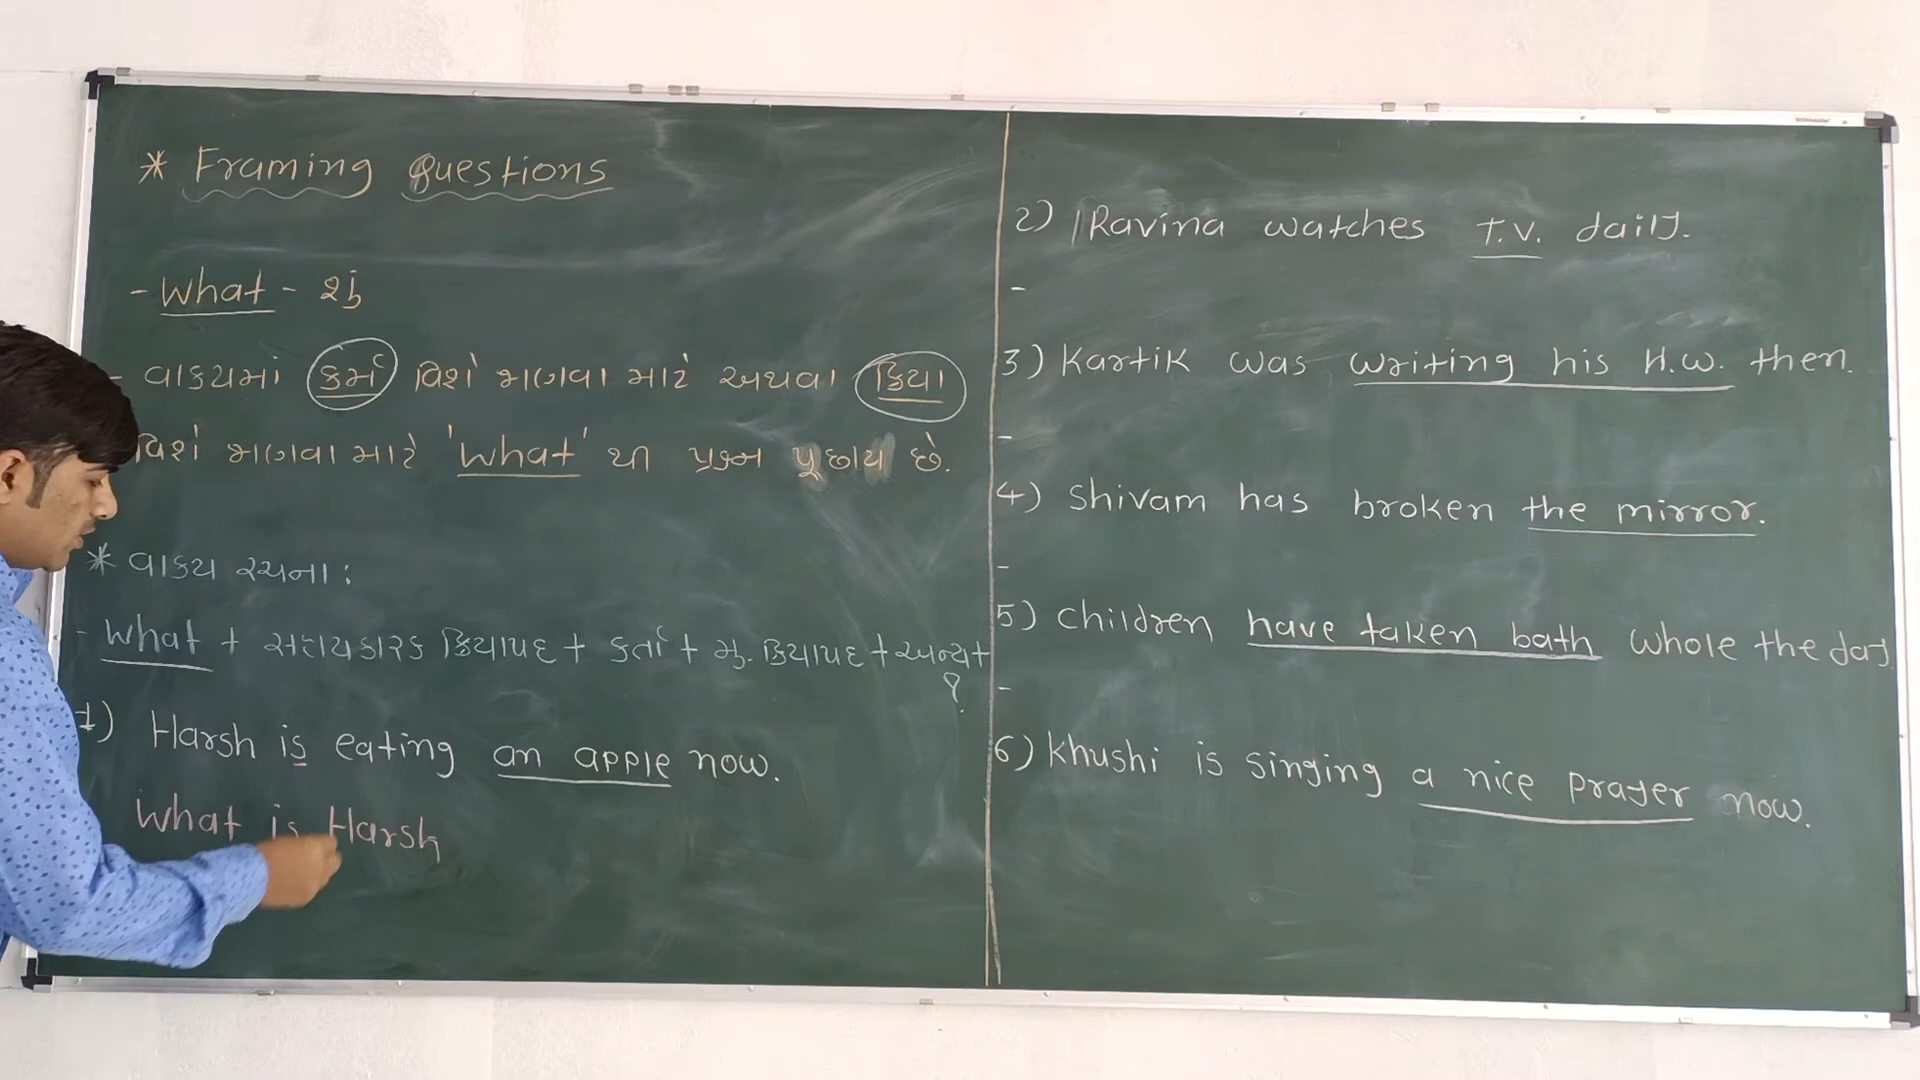 * Framing Questions
- What - શું
- વાક્યમાં કર્મ વિશે જાણવા માટે અથવા ક્રિયા
વિશે જાણવા માટે 'What' થી પ્રશ્ન પૂછાય છે.
* વાક્ય રચના :
- What + સહાયકારક ક્રિયાપદ + કર્તા + મુ. ક્રિયાપદ + અન્ય +
?
1) Harsh is eating an apple now.
What is Harsh
2) Ravina watches T.V. daily.
-
3) Kartik was writing his H.W. then.
-
4) Shivam has broken the mirror.
-
5) Children have taken bath whole the day
-
6) Khushi is singing a nice prayer now.